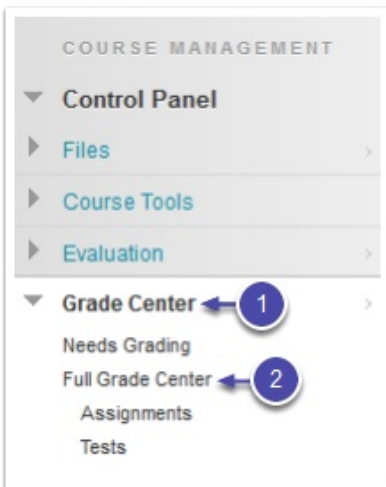 COURSE MANAGEMENT
Control Panel
Files
Course Tools
Evaluation
Grade Center 1
Needs Grading
Full Grade Center 2
Assignments
Tests